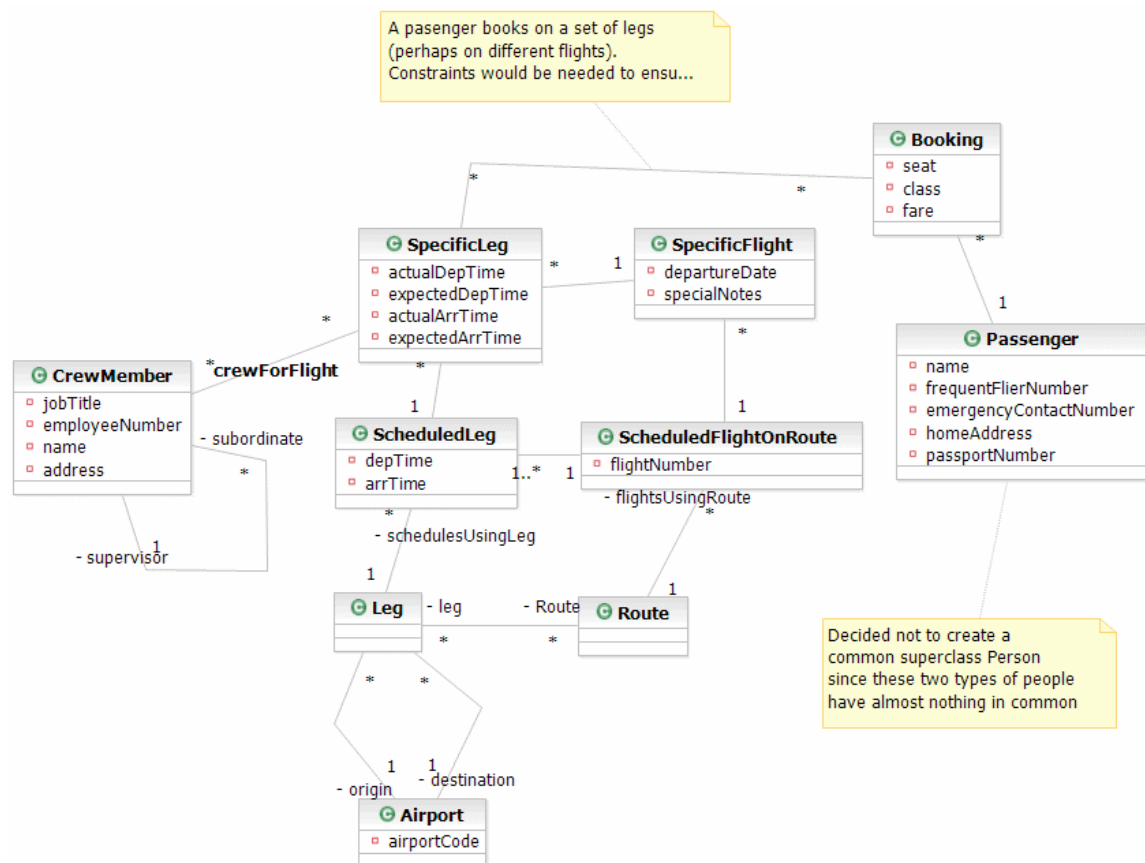 A pasenger books on a set of legs
(perhaps on different flights).
Constraints would be needed to ensu...
C Booking
seat
class
fare
*
*
*
1
C SpecificLeg
actualDepTime
expectedDepTime
actualArrTime
expectedArrTime
*
1
C SpecificFlight
departureDate
specialNotes
*
1
*
* crewForFlight
*
1
C CrewMember
jobTitle
employeeNumber
name
address
- subordinate
*
- supervisor
1
C Passenger
name
frequentFlierNumber
emergencyContactNumber
homeAddress
passportNumber
C ScheduledLeg
depTime
arrTime
1..*
1
C ScheduledFlightOnRoute
flightNumber
- flightsUsingRoute
*
1
*
- schedulesUsingLeg
1
C Leg
- leg
*
- Route
*
C Route
Decided not to create a
common superclass Person
since these two types of people
have almost nothing in common
*
*
1
1
- origin
- destination
C Airport
airportCode